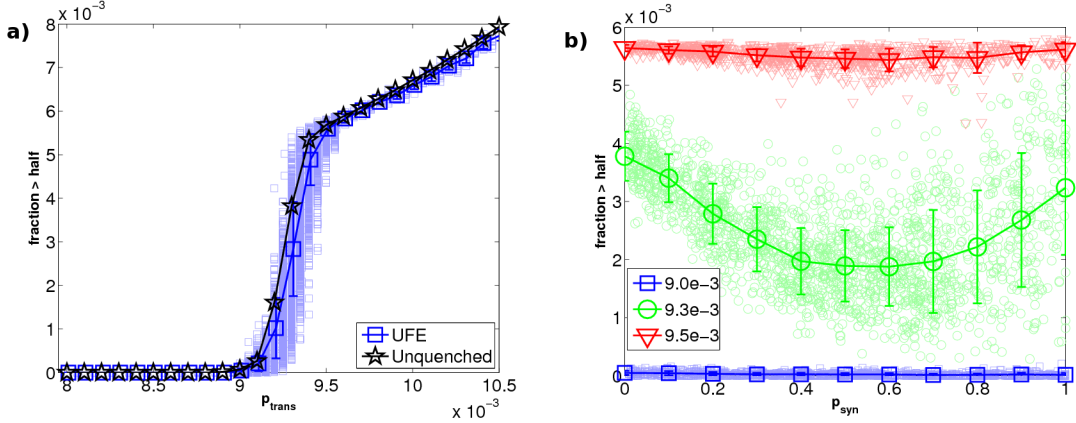 a)
x 10⁻³
8
7
6
5
4
3
2
1
0
fraction > half
8
8.5
9
9.5
10
10.5
p_trans
x 10⁻³
UFE
Unquenched
b)
x 10⁻³
6
5
4
3
2
1
0
fraction > half
0
0.2
0.4
0.6
0.8
1
p_syn
9.0e−3
9.3e−3
9.5e−3